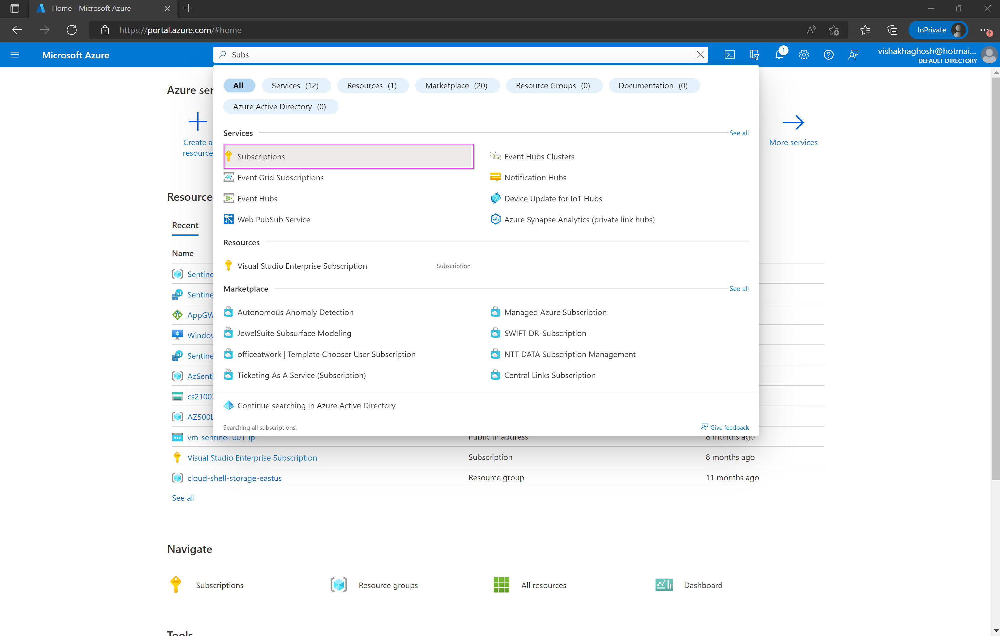 Home - Microsoft Azure
https://portal.azure.com/#home
InPrivate
Microsoft Azure
Subs
1
vishakhaghosh@hotmai...
DEFAULT DIRECTORY
All
Services (12)
Resources (1)
Marketplace (20)
Resource Groups (0)
Documentation (0)
Azure Active Directory (0)
Azure ser
Create a
resource
More services
Services
See all
Subscriptions
Event Hubs Clusters
Event Grid Subscriptions
Notification Hubs
Event Hubs
Device Update for IoT Hubs
Web PubSub Service
Azure Synapse Analytics (private link hubs)
Resources
Visual Studio Enterprise Subscription
Subscription
Marketplace
See all
Autonomous Anomaly Detection
Managed Azure Subscription
JewelSuite Subsurface Modeling
SWIFT DR-Subscription
officeatwork | Template Chooser User Subscription
NTT DATA Subscription Management
Ticketing As A Service (Subscription)
Central Links Subscription
Continue searching in Azure Active Directory
Searching all subscriptions.
Give feedback
Resources
Recent
Name
Sentine
Sentine
AppGW
Window
Sentine
AzSenti
cs21003
AZ500L
vm-sentinel-001-ip
Public IP address
8 months ago
Visual Studio Enterprise Subscription
Subscription
8 months ago
cloud-shell-storage-eastus
Resource group
11 months ago
See all
Navigate
Subscriptions
Resource groups
All resources
Dashboard
Tools